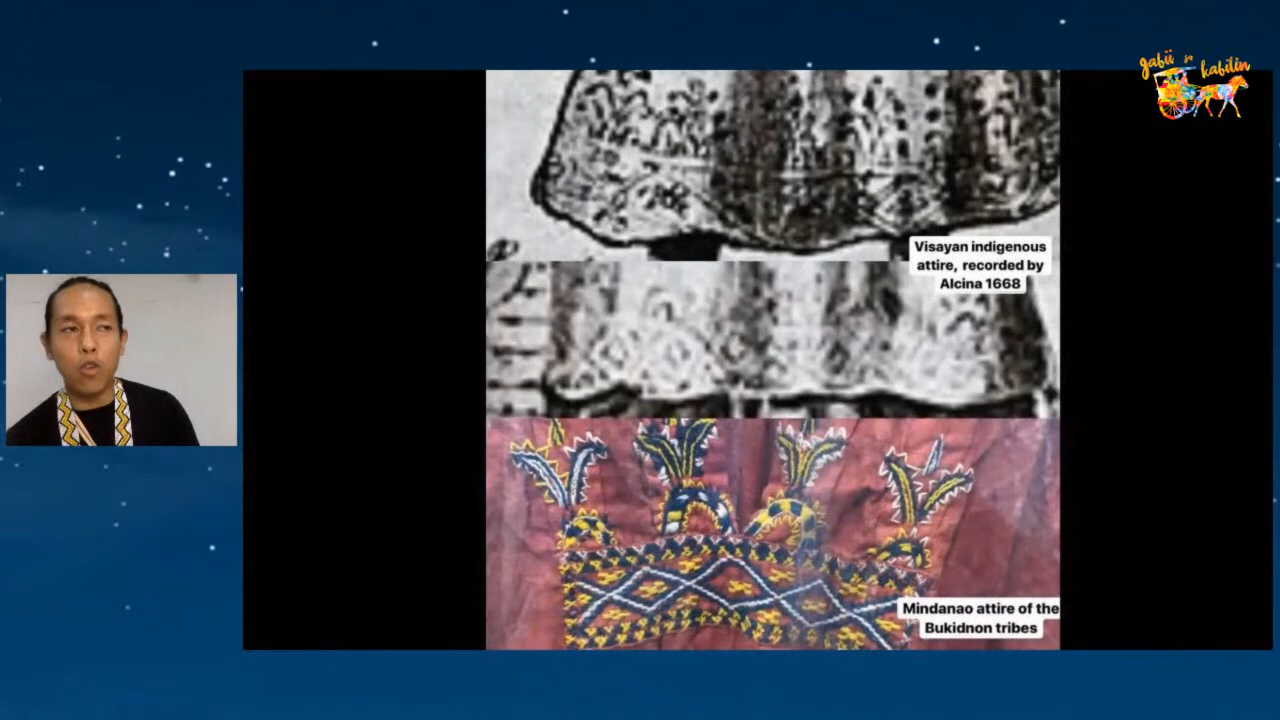 gabii sa kabilin
Visayan indigenous
attire, recorded by
Alcina 1668
Mindanao attire of the
Bukidnon tribes